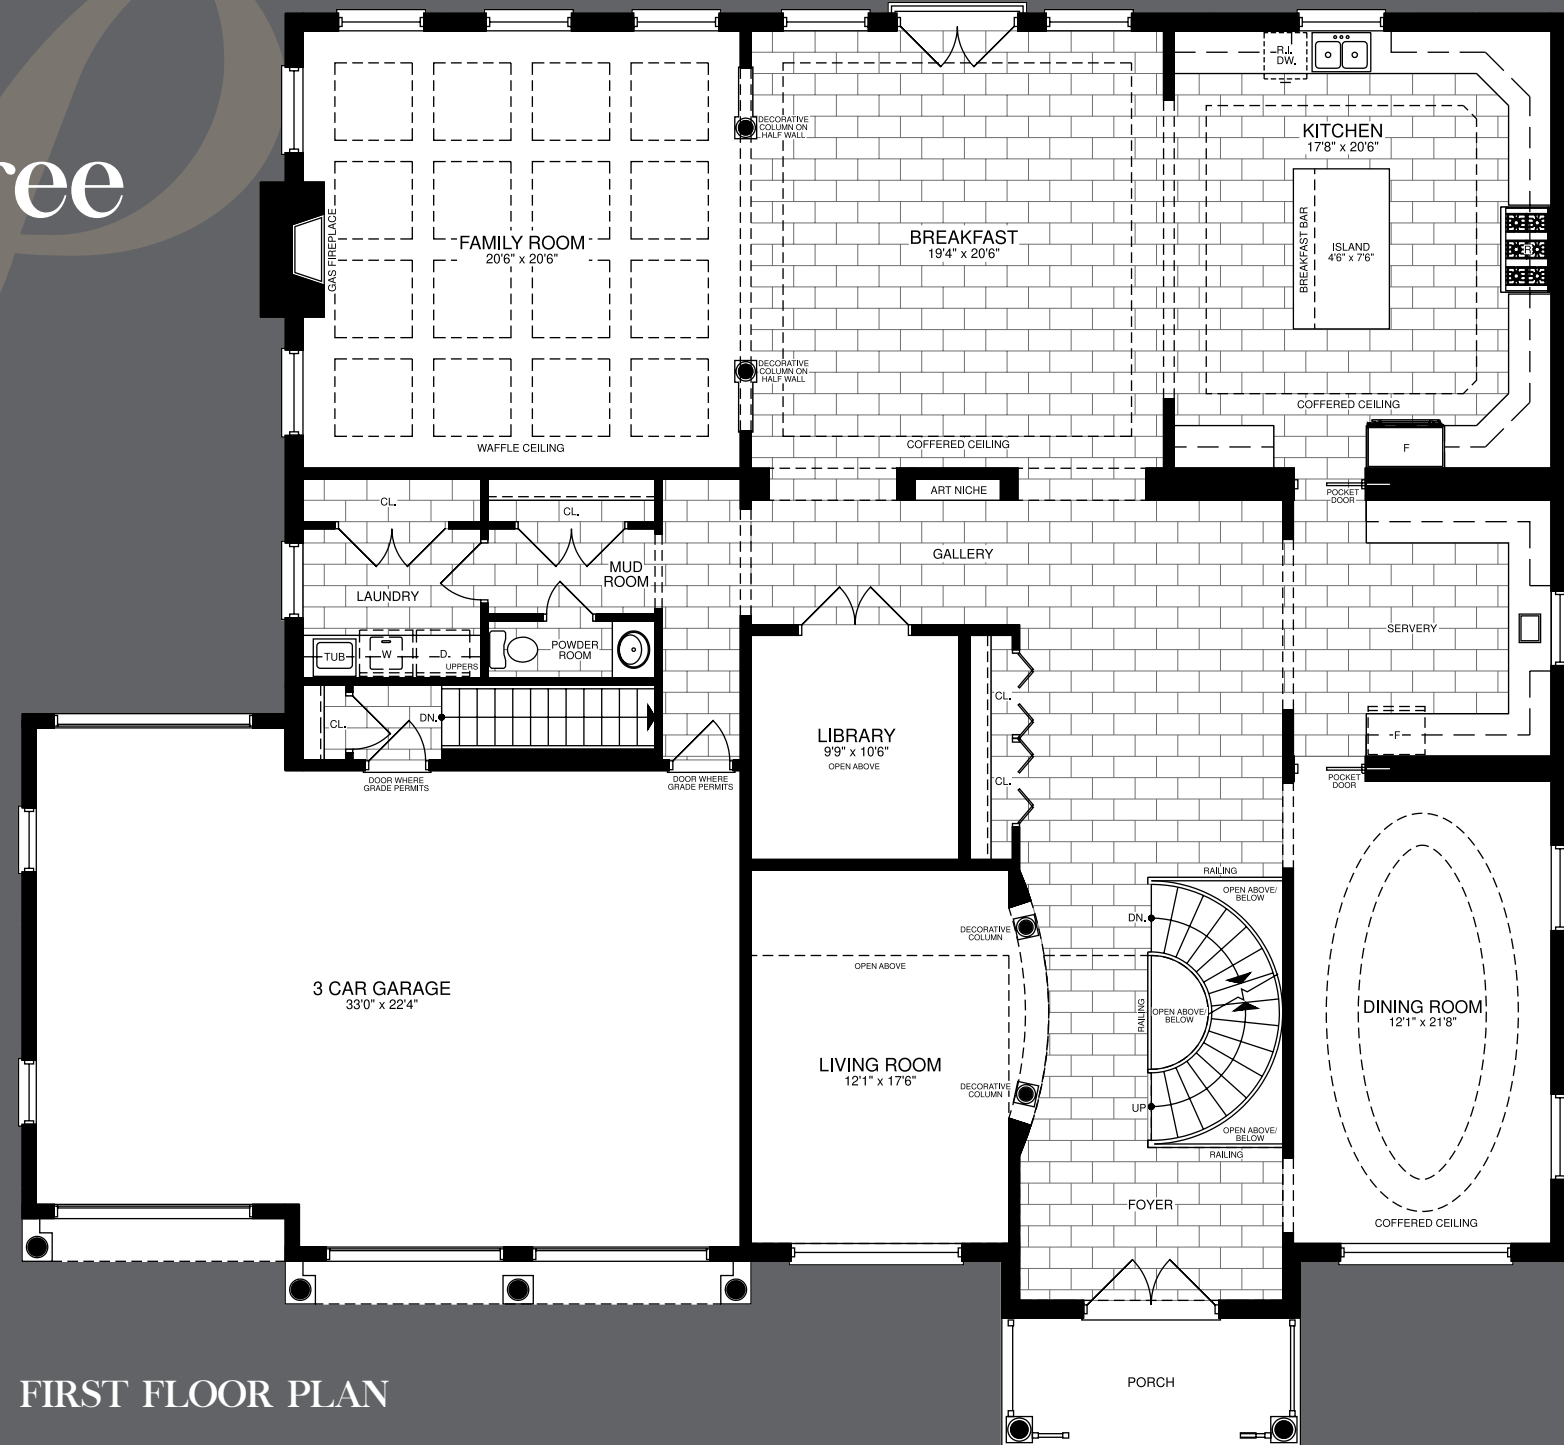 ree
FAMILY ROOM
20'6" x 20'6"
GAS FIREPLACE
WAFFLE CEILING
DECORATIVE
COLUMN ON
HALF WALL
DECORATIVE
COLUMN ON
HALF WALL
BREAKFAST
19'4" x 20'6"
COFFERED CEILING
R.I.
DW.
KITCHEN
17'8" x 20'6"
BREAKFAST BAR
ISLAND
4'6" x 7'6"
R
COFFERED CEILING
F
ART NICHE
POCKET
DOOR
CL.
CL.
MUD
ROOM
LAUNDRY
GALLERY
SERVERY
TUB
W
D.
UPPERS
POWDER
ROOM
CL.
DN.
DOOR WHERE
GRADE PERMITS
DOOR WHERE
GRADE PERMITS
LIBRARY
9'9" x 10'6"
OPEN ABOVE
CL.
CL.
F
POCKET
DOOR
RAILING
OPEN ABOVE/
BELOW
DN.
DECORATIVE
COLUMN
OPEN ABOVE
3 CAR GARAGE
33'0" x 22'4"
RAILING
OPEN ABOVE/
BELOW
DINING ROOM
12'1" x 21'8"
LIVING ROOM
12'1" x 17'6"
DECORATIVE
COLUMN
UP
OPEN ABOVE/
BELOW
RAILING
FOYER
COFFERED CEILING
PORCH
FIRST FLOOR PLAN